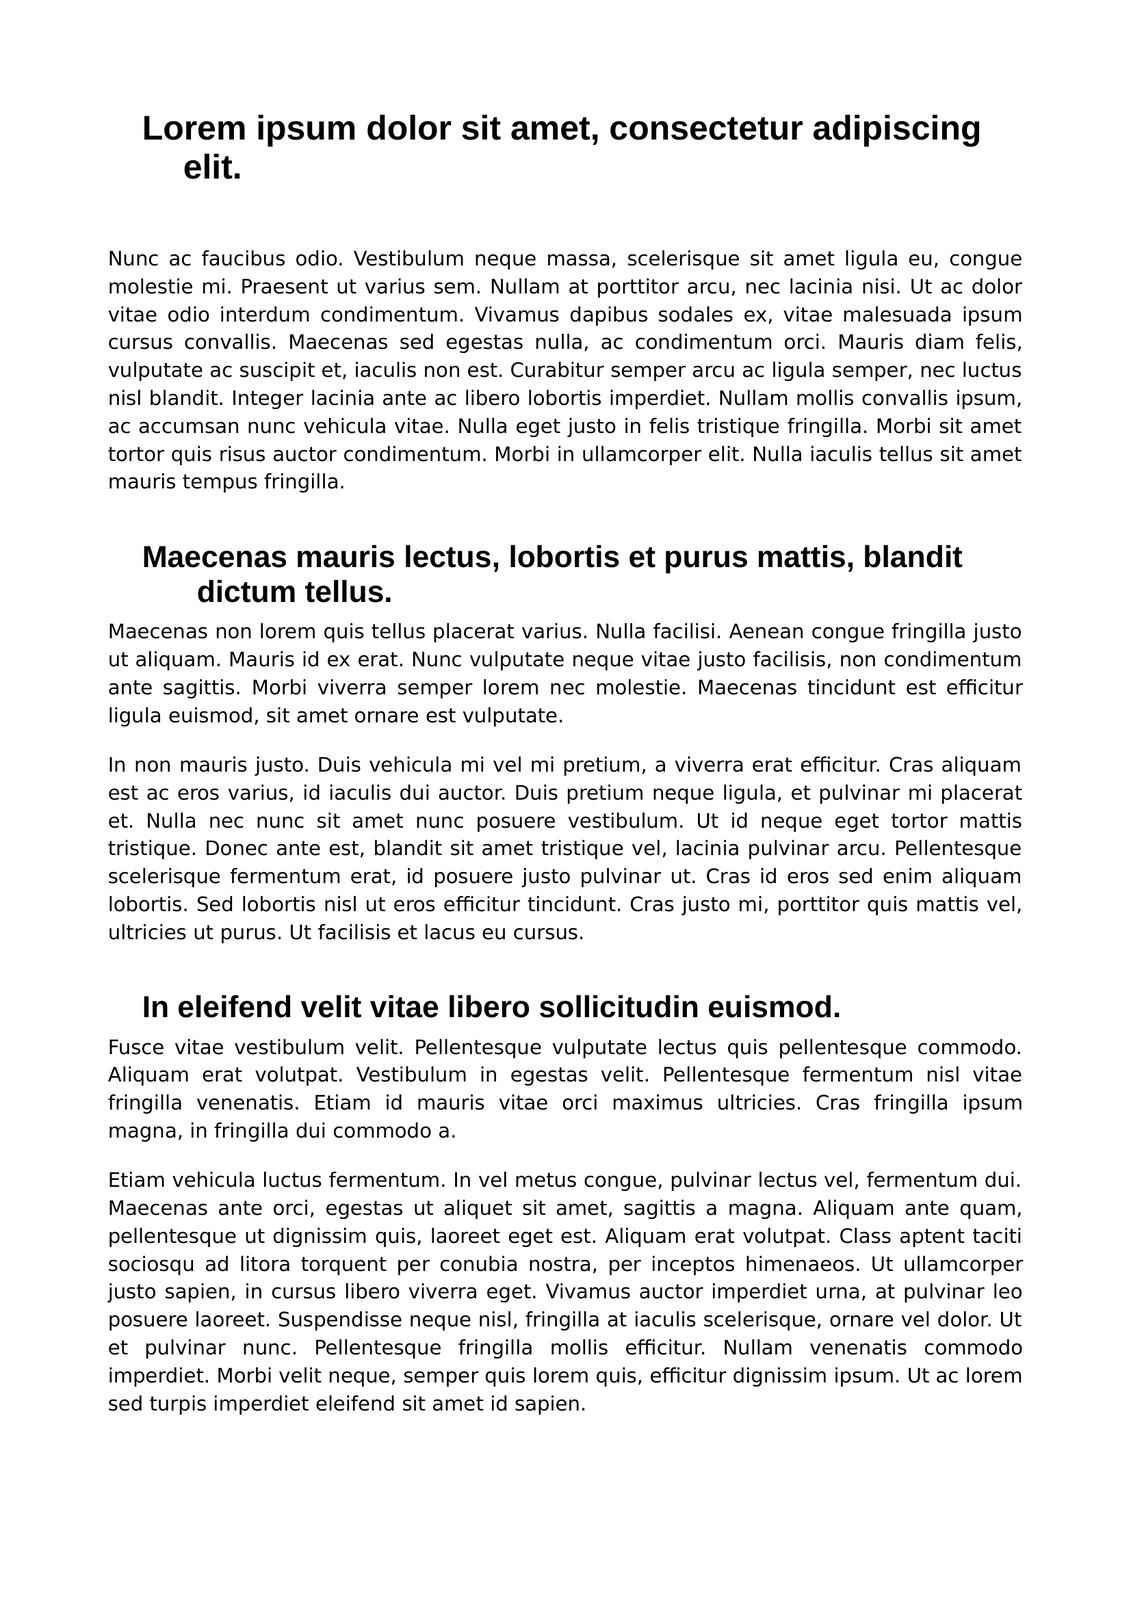 Lorem ipsum dolor sit amet, consectetur adipiscing
elit.
Nunc ac faucibus odio. Vestibulum neque massa, scelerisque sit amet ligula eu, congue
molestie mi. Praesent ut varius sem. Nullam at porttitor arcu, nec lacinia nisi. Ut ac dolor
vitae odio interdum condimentum. Vivamus dapibus sodales ex, vitae malesuada ipsum
cursus convallis. Maecenas sed egestas nulla, ac condimentum orci. Mauris diam felis,
vulputate ac suscipit et, iaculis non est. Curabitur semper arcu ac ligula semper, nec luctus
nisl blandit. Integer lacinia ante ac libero lobortis imperdiet. Nullam mollis convallis ipsum,
ac accumsan nunc vehicula vitae. Nulla eget justo in felis tristique fringilla. Morbi sit amet
tortor quis risus auctor condimentum. Morbi in ullamcorper elit. Nulla iaculis tellus sit amet
mauris tempus fringilla.
Maecenas mauris lectus, lobortis et purus mattis, blandit
dictum tellus.
Maecenas non lorem quis tellus placerat varius. Nulla facilisi. Aenean congue fringilla justo
ut aliquam. Mauris id ex erat. Nunc vulputate neque vitae justo facilisis, non condimentum
ante sagittis. Morbi viverra semper lorem nec molestie. Maecenas tincidunt est efficitur
ligula euismod, sit amet ornare est vulputate.
In non mauris justo. Duis vehicula mi vel mi pretium, a viverra erat efficitur. Cras aliquam
est ac eros varius, id iaculis dui auctor. Duis pretium neque ligula, et pulvinar mi placerat
et. Nulla nec nunc sit amet nunc posuere vestibulum. Ut id neque eget tortor mattis
tristique. Donec ante est, blandit sit amet tristique vel, lacinia pulvinar arcu. Pellentesque
scelerisque fermentum erat, id posuere justo pulvinar ut. Cras id eros sed enim aliquam
lobortis. Sed lobortis nisl ut eros efficitur tincidunt. Cras justo mi, porttitor quis mattis vel,
ultricies ut purus. Ut facilisis et lacus eu cursus.
In eleifend velit vitae libero sollicitudin euismod.
Fusce vitae vestibulum velit. Pellentesque vulputate lectus quis pellentesque commodo.
Aliquam erat volutpat. Vestibulum in egestas velit. Pellentesque fermentum nisl vitae
fringilla venenatis. Etiam id mauris vitae orci maximus ultricies. Cras fringilla ipsum
magna, in fringilla dui commodo a.
Etiam vehicula luctus fermentum. In vel metus congue, pulvinar lectus vel, fermentum dui.
Maecenas ante orci, egestas ut aliquet sit amet, sagittis a magna. Aliquam ante quam,
pellentesque ut dignissim quis, laoreet eget est. Aliquam erat volutpat. Class aptent taciti
sociosqu ad litora torquent per conubia nostra, per inceptos himenaeos. Ut ullamcorper
justo sapien, in cursus libero viverra eget. Vivamus auctor imperdiet urna, at pulvinar leo
posuere laoreet. Suspendisse neque nisl, fringilla at iaculis scelerisque, ornare vel dolor. Ut
et pulvinar nunc. Pellentesque fringilla mollis efficitur. Nullam venenatis commodo
imperdiet. Morbi velit neque, semper quis lorem quis, efficitur dignissim ipsum. Ut ac lorem
sed turpis imperdiet eleifend sit amet id sapien.